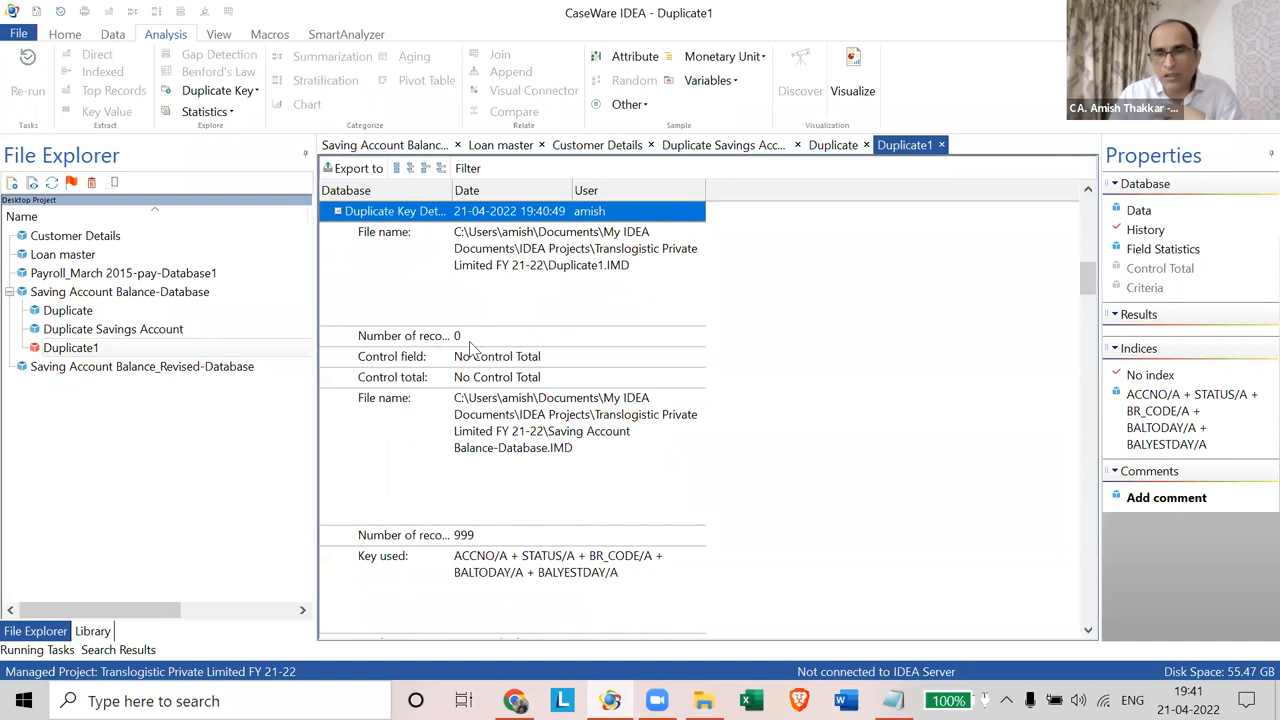 CaseWare IDEA - Duplicate1
File
Home
Data
Analysis
View
Macros
SmartAnalyzer
Re-run
Tasks
Direct
Indexed
Top Records
Key Value
Extract
Gap Detection
Benford's Law
Duplicate Key
Statistics
Explore
Summarization
Stratification
Chart
Aging
Pivot Table
Categorize
Join
Append
Visual Connector
Compare
Relate
Attribute
Random
Other
Monetary Unit
Variables
Sample
Discover
Visualize
Visualization
CA. Amish Thakkar -...
File Explorer
Desktop Project
Name
Customer Details
Loan master
Payroll_March 2015-pay-Database1
Saving Account Balance-Database
Duplicate
Duplicate Savings Account
Duplicate1
Saving Account Balance_Revised-Database
File Explorer
Library
Running Tasks
Search Results
Saving Account Balanc...
Loan master
Customer Details
Duplicate Savings Acc...
Duplicate
Duplicate1
Export to
Filter
Database
Date
User
Duplicate Key Det...
21-04-2022 19:40:49
amish
File name:
C:\Users\amish\Documents\My IDEA
Documents\IDEA Projects\Translogistic Private
Limited FY 21-22\Duplicate1.IMD
Number of reco...
0
Control field:
No Control Total
Control total:
No Control Total
File name:
C:\Users\amish\Documents\My IDEA
Documents\IDEA Projects\Translogistic Private
Limited FY 21-22\Saving Account
Balance-Database.IMD
Number of reco...
999
Key used:
ACCNO/A + STATUS/A + BR_CODE/A +
BALTODAY/A + BALYESTDAY/A
Properties
Database
Data
History
Field Statistics
Control Total
Criteria
Results
Indices
No index
ACCNO/A + STATUS/A +
BR_CODE/A +
BALTODAY/A +
BALYESTDAY/A
Comments
Add comment
Managed Project: Translogistic Private Limited FY 21-22
Not connected to IDEA Server
Disk Space: 55.47 GB
Type here to search
100%
ENG
19:41
21-04-2022